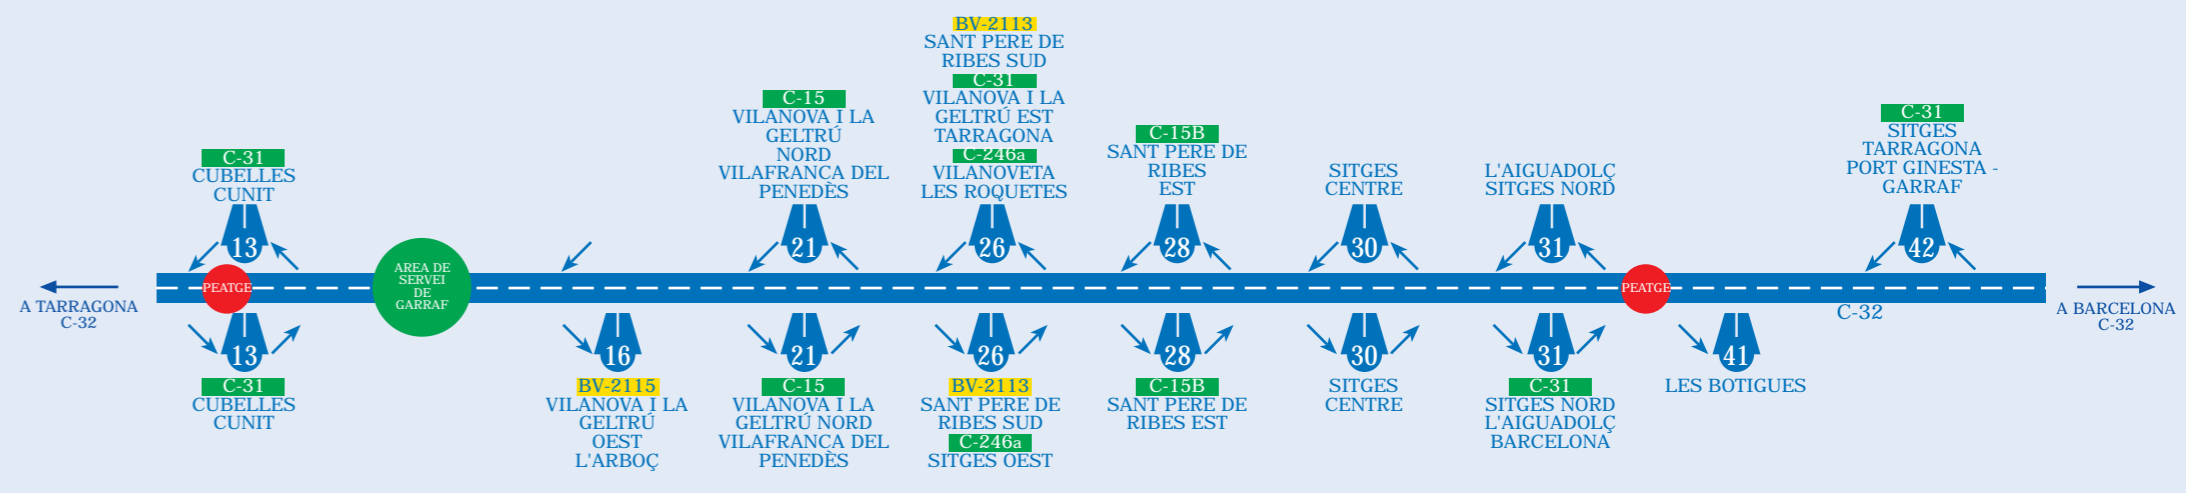 C-31
CUBELLES
CUNIT
13
C-15
VILANOVA I LA
GELTRÚ
NORD
VILAFRANCA DEL
PENEDÈS
21
BV-2113
SANT PERE DE
RIBES SUD
C-31
VILANOVA I LA
GELTRÚ EST
TARRAGONA
C-246a
VILANOVETA
LES ROQUETES
26
C-15B
SANT PERE DE
RIBES
EST
28
SITGES
CENTRE
30
L'AIGUADOLÇ
SITGES NORD
31
C-31
SITGES
TARRAGONA
PORT GINESTA -
GARRAF
42
A TARRAGONA
C-32
PEATGE
AREA DE
SERVEI
DE
GARRAF
PEATGE
C-32
A BARCELONA
C-32
13
C-31
CUBELLES
CUNIT
16
BV-2115
VILANOVA I LA
GELTRÚ
OEST
L'ARBOÇ
21
C-15
VILANOVA I LA
GELTRÚ NORD
VILAFRANCA DEL
PENEDÈS
26
BV-2113
SANT PERE DE
RIBES SUD
C-246a
SITGES OEST
28
C-15B
SANT PERE DE
RIBES EST
30
SITGES
CENTRE
31
C-31
SITGES NORD
L'AIGUADOLÇ
BARCELONA
41
LES BOTIGUES